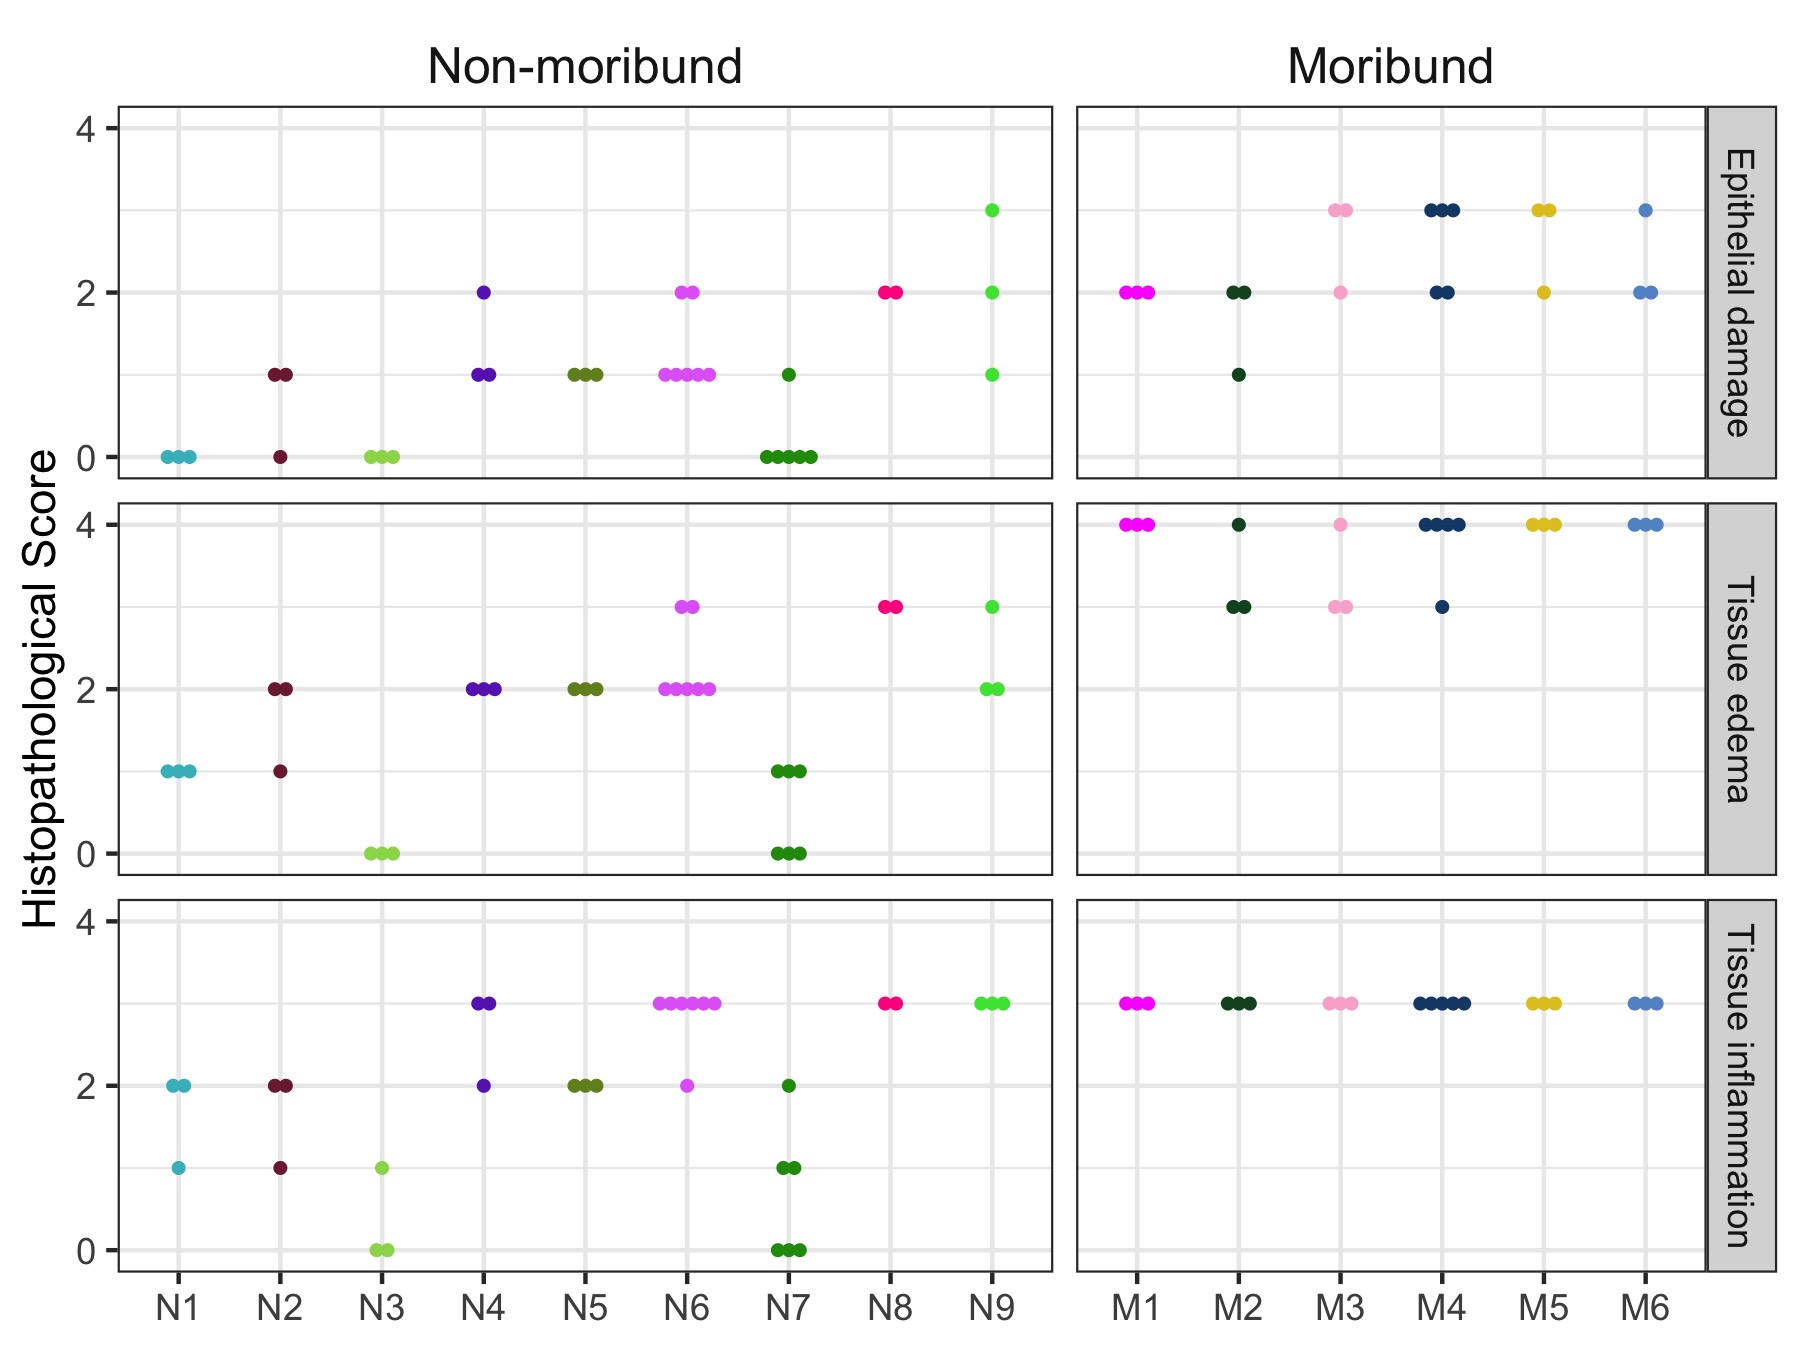 Non-moribund
Moribund
Histopathological Score
4
2
0
Epithelial damage
4
2
0
Tissue edema
4
2
0
Tissue inflammation
N1 N2 N3 N4 N5 N6 N7 N8 N9
M1 M2 M3 M4 M5 M6